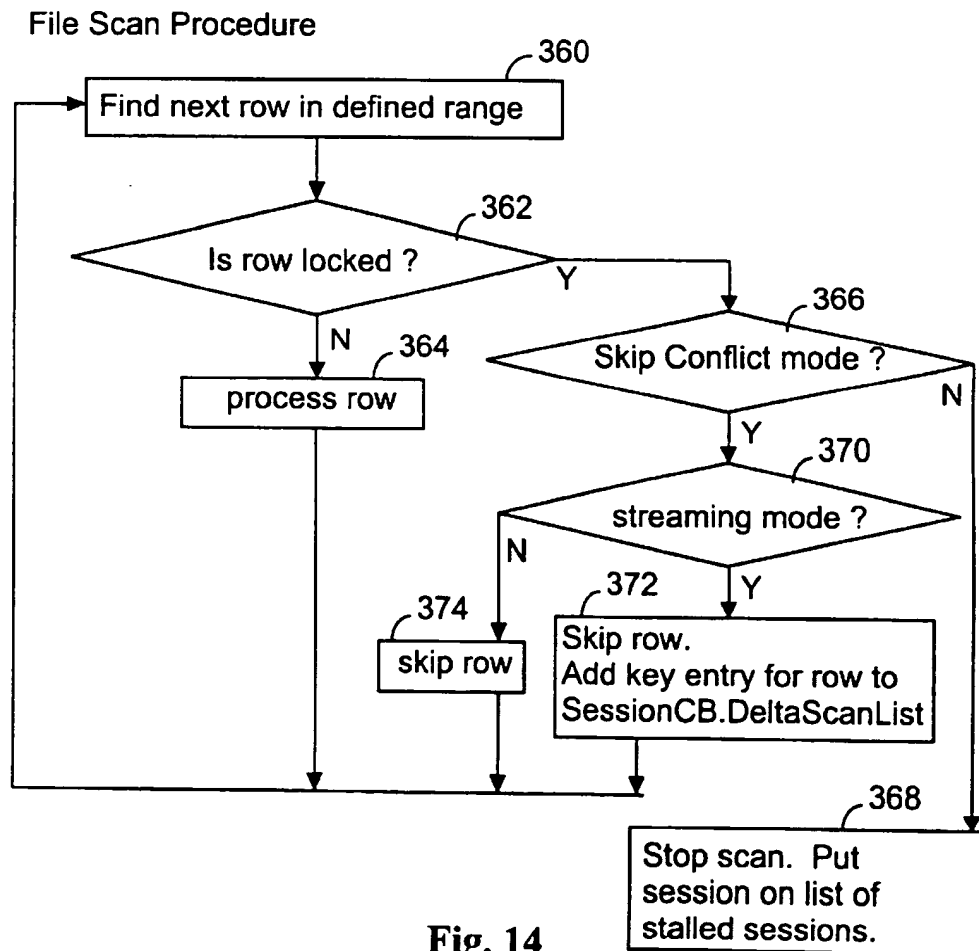 File Scan Procedure
360
Find next row in defined range
362
Is row locked ?
Y
N
366
Skip Conflict mode ?
N
Y
364
process row
370
streaming mode ?
N
Y
372
Skip row.
Add key entry for row to
SessionCB.DeltaScanList
374
skip row
368
Stop scan. Put
session on list of
stalled sessions.
Fig. 14